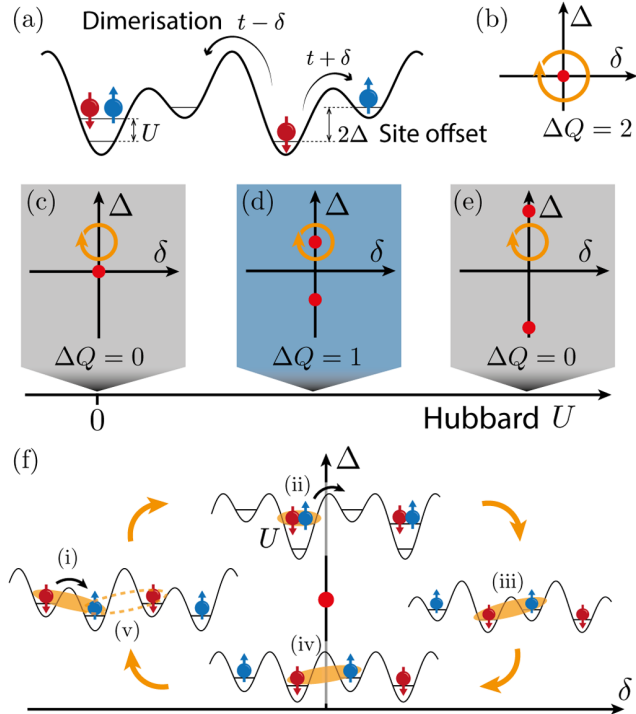 (a)
Dimerisation
t − δ
t + δ
U
2Δ
Site offset
(b)
Δ
δ
ΔQ = 2
(c)
Δ
δ
ΔQ = 0
(d)
Δ
δ
ΔQ = 1
(e)
Δ
δ
ΔQ = 0
0
Hubbard U
(f)
Δ
(ii)
U
(i)
(v)
(iii)
(iv)
δ